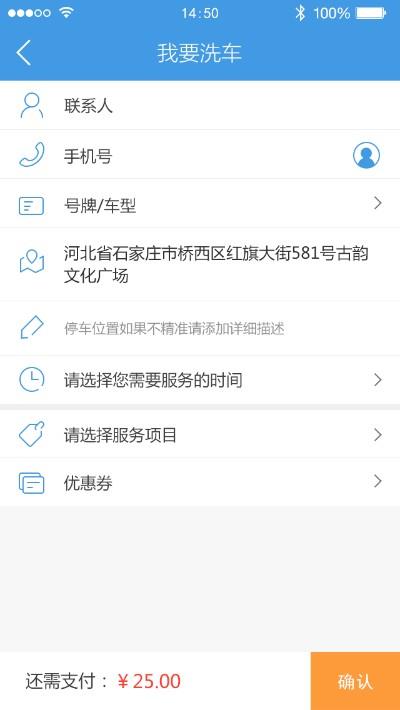 14:50 100%
我要洗车
联系人
手机号
号牌/车型
河北省石家庄市桥西区红旗大街581号古韵
文化广场
停车位置如果不精准请添加详细描述
请选择您需要服务的时间
请选择服务项目
优惠券
还需支付：￥25.00 确认